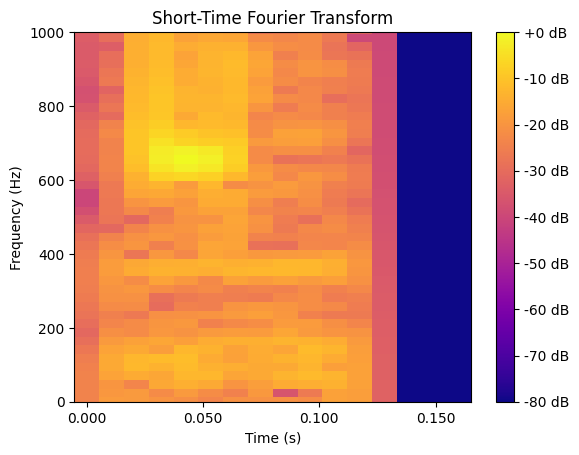 Short-Time Fourier Transform
1000
800
600
400
200
0
Frequency (Hz)
0.000
0.050
0.100
0.150
Time (s)
+0 dB
-10 dB
-20 dB
-30 dB
-40 dB
-50 dB
-60 dB
-70 dB
-80 dB